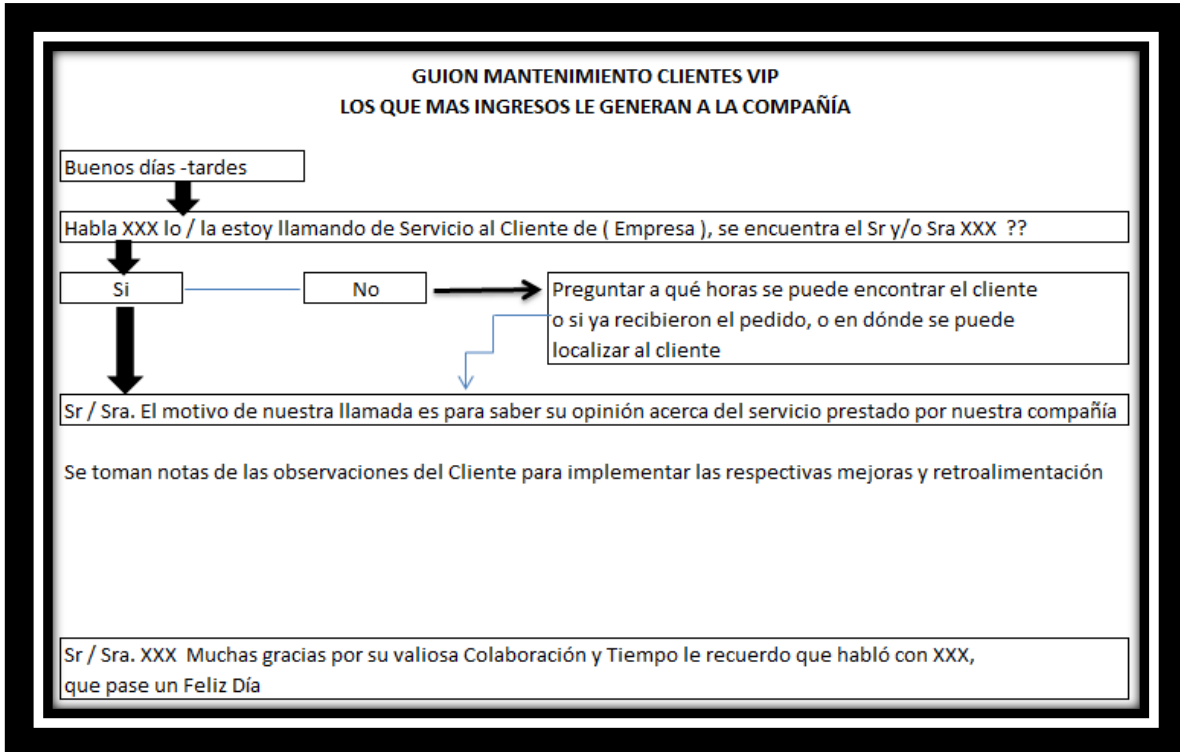 GUION MANTENIMIENTO CLIENTES VIP
LOS QUE MAS INGRESOS LE GENERAN A LA COMPAÑÍA
Buenos días -tardes
Habla XXX lo / la estoy llamando de Servicio al Cliente de ( Empresa ), se encuentra el Sr y/o Sra XXX ??
Si
No
Preguntar a qué horas se puede encontrar el cliente
o si ya recibieron el pedido, o en dónde se puede
localizar al cliente
Sr / Sra. El motivo de nuestra llamada es para saber su opinión acerca del servicio prestado por nuestra compañía
Se toman notas de las observaciones del Cliente para implementar las respectivas mejoras y retroalimentación
Sr / Sra. XXX Muchas gracias por su valiosa Colaboración y Tiempo le recuerdo que habló con XXX,
que pase un Feliz Día